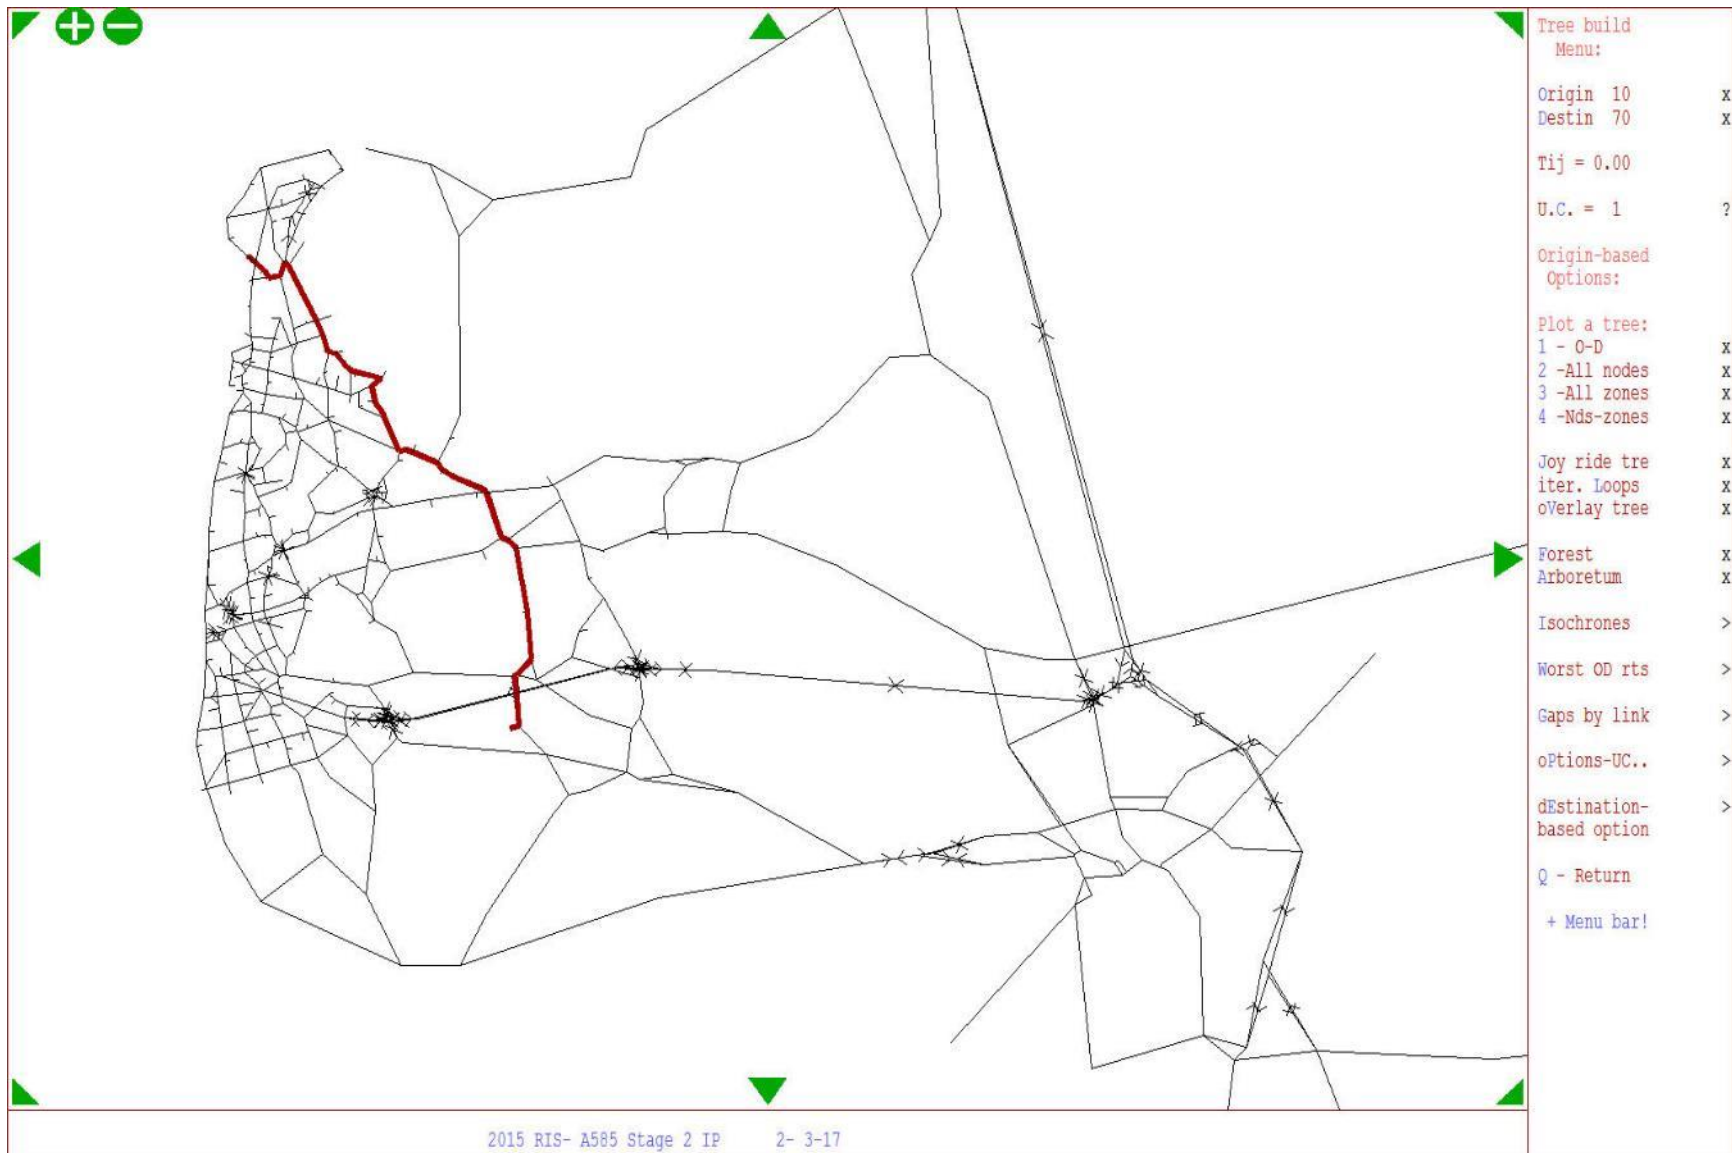 Tree build
Menu:
Origin 10 x
Destin 70 x
Tij = 0.00
U.C. = 1 ?
Origin-based
Options:
Plot a tree:
1 - O-D x
2 -All nodes x
3 -All zones x
4 -Nds-zones x
Joy ride tre x
iter. Loops x
oVerlay tree x
Forest x
Arboretum x
Isochrones >
Worst OD rts >
Gaps by link >
oPtions-UC.. >
dEstination- >
based option
Q - Return
+ Menu bar!
2015 RIS- A585 Stage 2 IP 2- 3-17